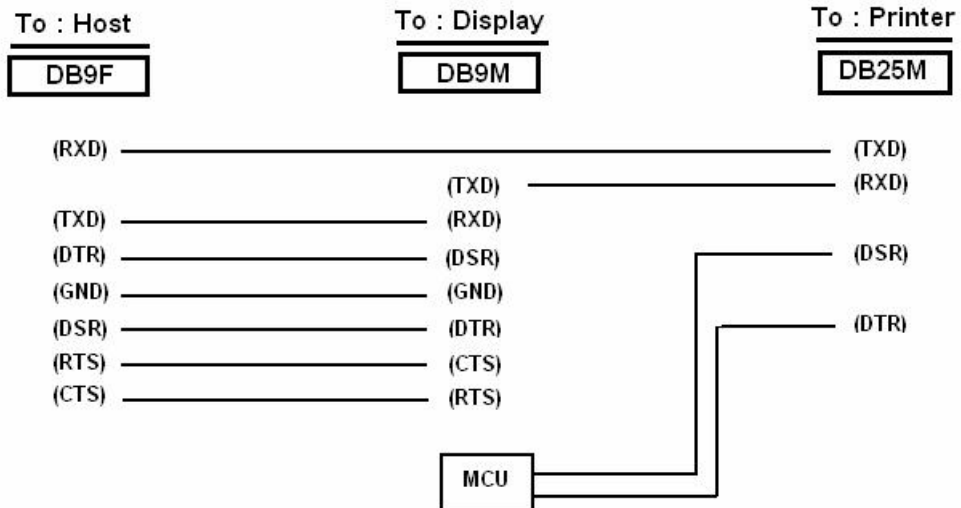 To : Host To : Display To : Printer
DB9F DB9M DB25M
(RXD) (TXD)
(TXD) (RXD)
(TXD) (RXD)
(DTR) (DSR) (DSR)
(GND) (GND)
(DSR) (DTR) (DTR)
(RTS) (CTS)
(CTS) (RTS)
MCU